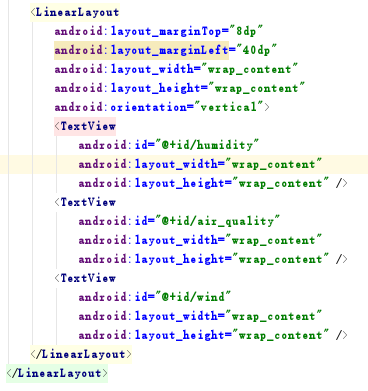 <LinearLayout
android:layout_marginTop="8dp"
android:layout_marginLeft="40dp"
android:layout_width="wrap_content"
android:layout_height="wrap_content"
android:orientation="vertical">
<TextView
android:id="@+id/humidity"
android:layout_width="wrap_content"
android:layout_height="wrap_content" />
<TextView
android:id="@+id/air_quality"
android:layout_width="wrap_content"
android:layout_height="wrap_content" />
<TextView
android:id="@+id/wind"
android:layout_width="wrap_content"
android:layout_height="wrap_content" />
</LinearLayout>
</LinearLayout>